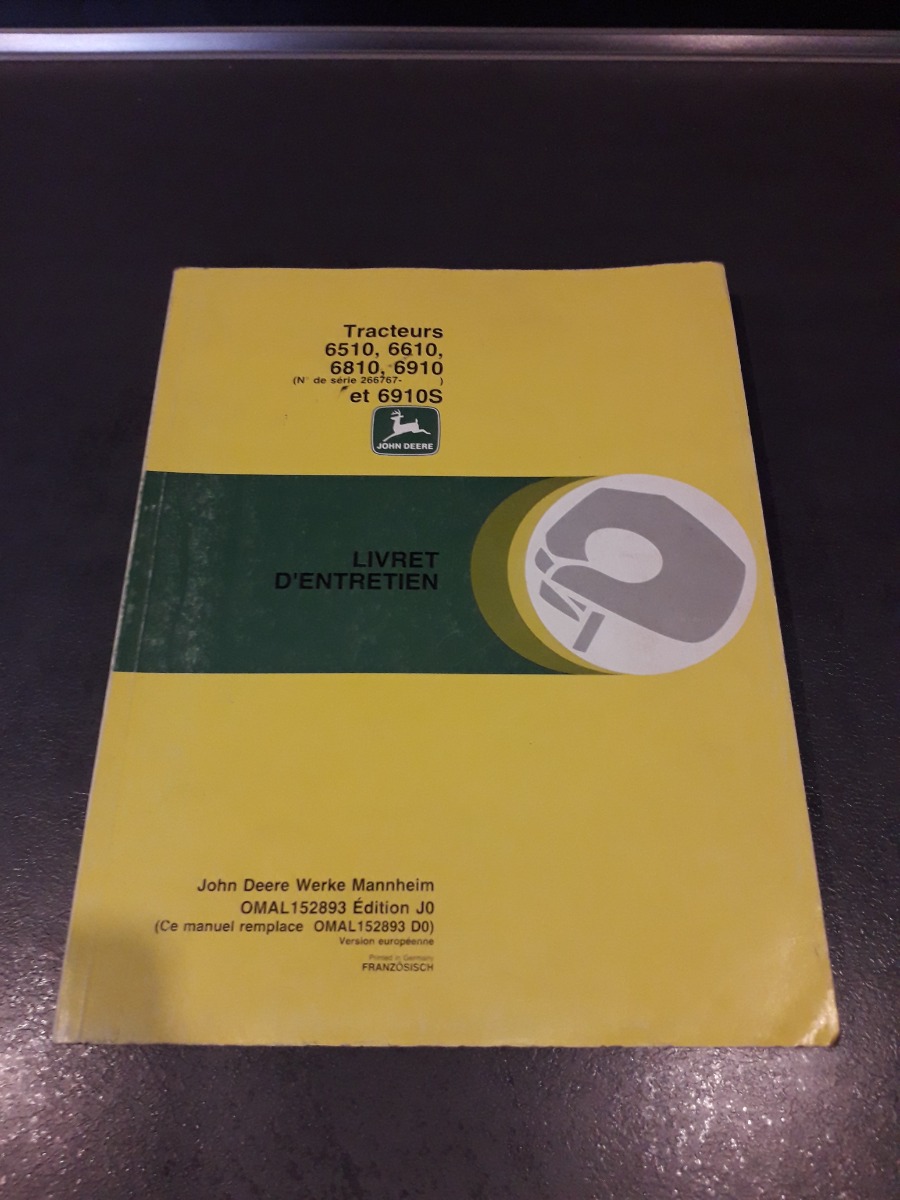 Tracteurs
6510, 6610,
6810, 6910
(N° de série 266767- )
et 6910S
JOHN DEERE
LIVRET
D'ENTRETIEN
John Deere Werke Mannheim
OMAL152893 Édition J0
(Ce manuel remplace OMAL152893 D0)
Version européenne
Printed in Germany
FRANZÖSISCH